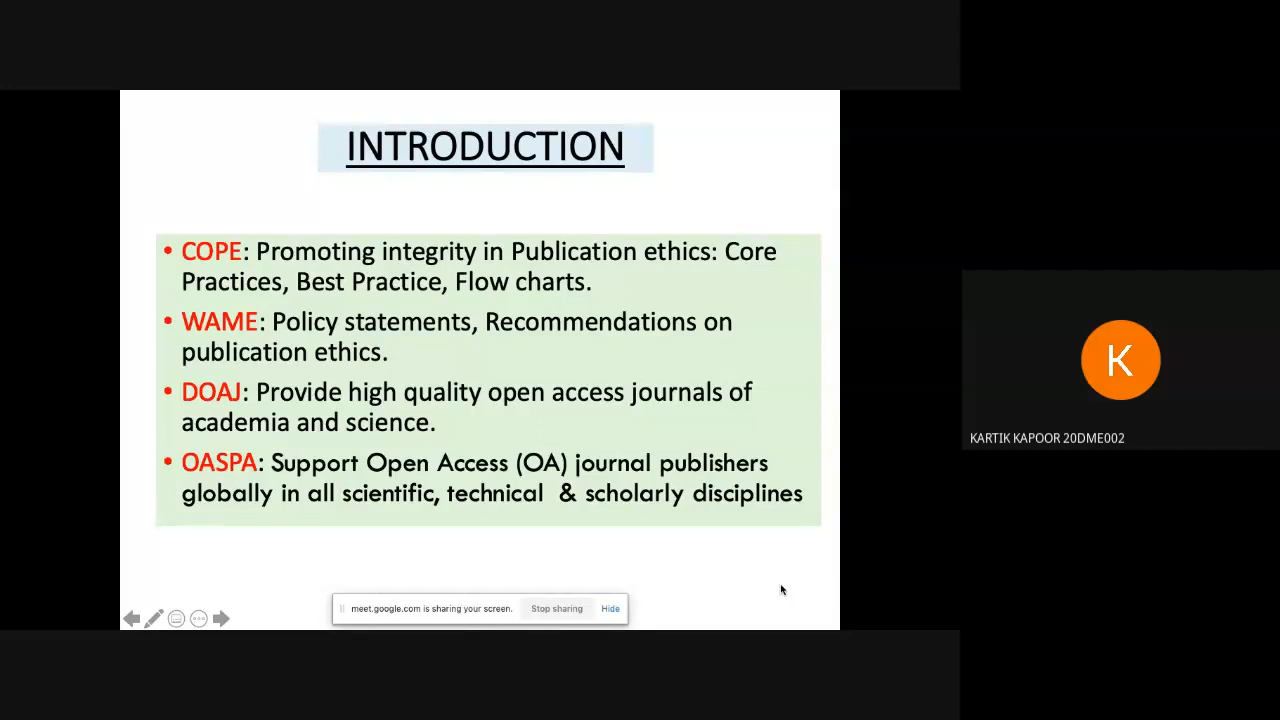 INTRODUCTION
• COPE: Promoting integrity in Publication ethics: Core
Practices, Best Practice, Flow charts.
• WAME: Policy statements, Recommendations on
publication ethics.
• DOAJ: Provide high quality open access journals of
academia and science.
• OASPA: Support Open Access (OA) journal publishers
globally in all scientific, technical & scholarly disciplines
meet.google.com is sharing your screen. Stop sharing Hide
K
KARTIK KAPOOR 20DME002